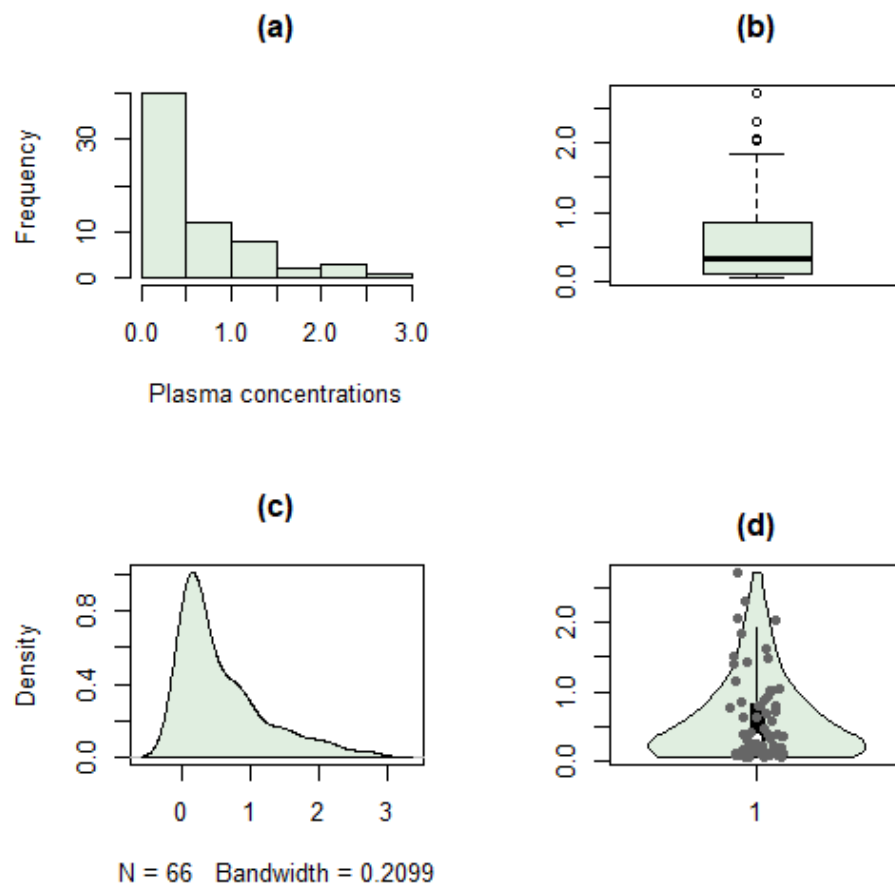 (a)
Frequency
30
10
0
0.0 1.0 2.0 3.0
Plasma concentrations
(b)
2.0
1.0
0.0
(c)
Density
0.8
0.4
0.0
0 1 2 3
N = 66 Bandwidth = 0.2099
(d)
2.0
1.0
0.0
1